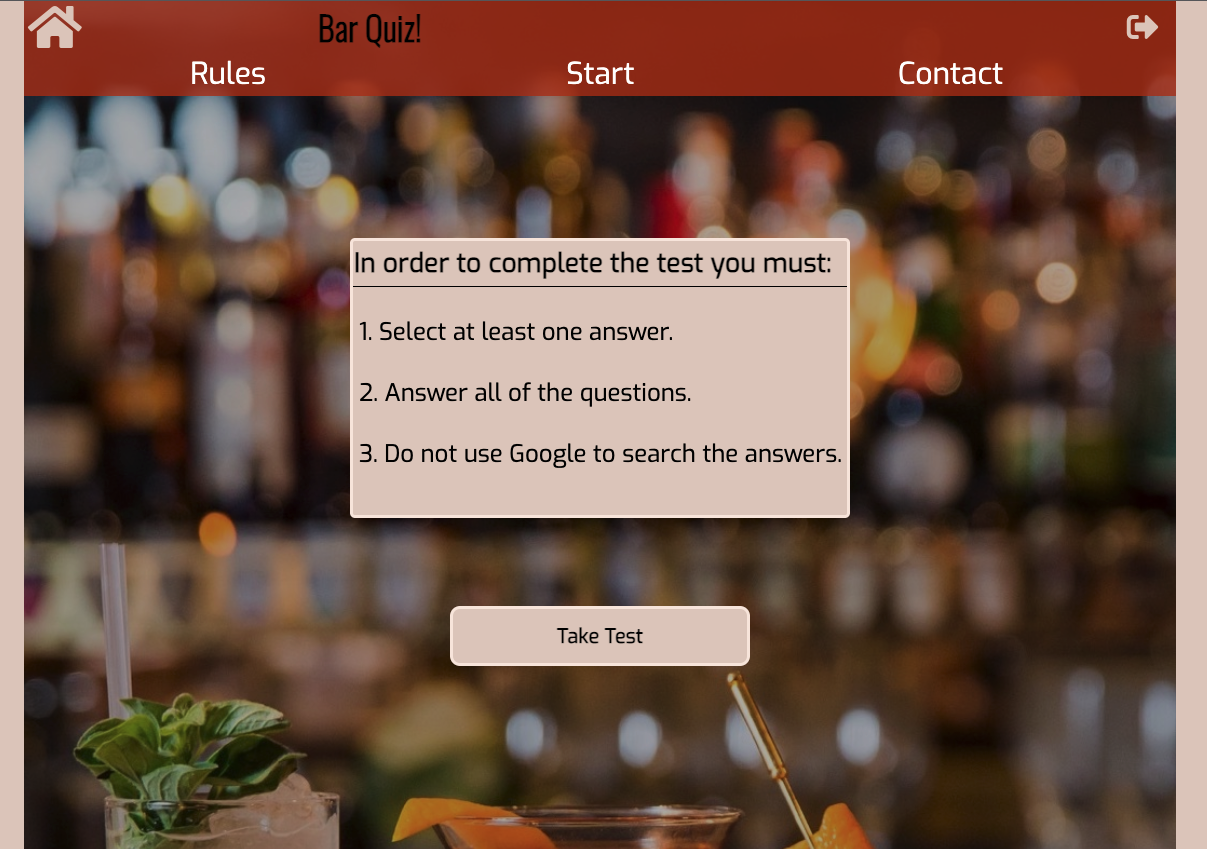 Bar Quiz!
Rules Start Contact
In order to complete the test you must:
1. Select at least one answer.
2. Answer all of the questions.
3. Do not use Google to search the answers.
Take Test